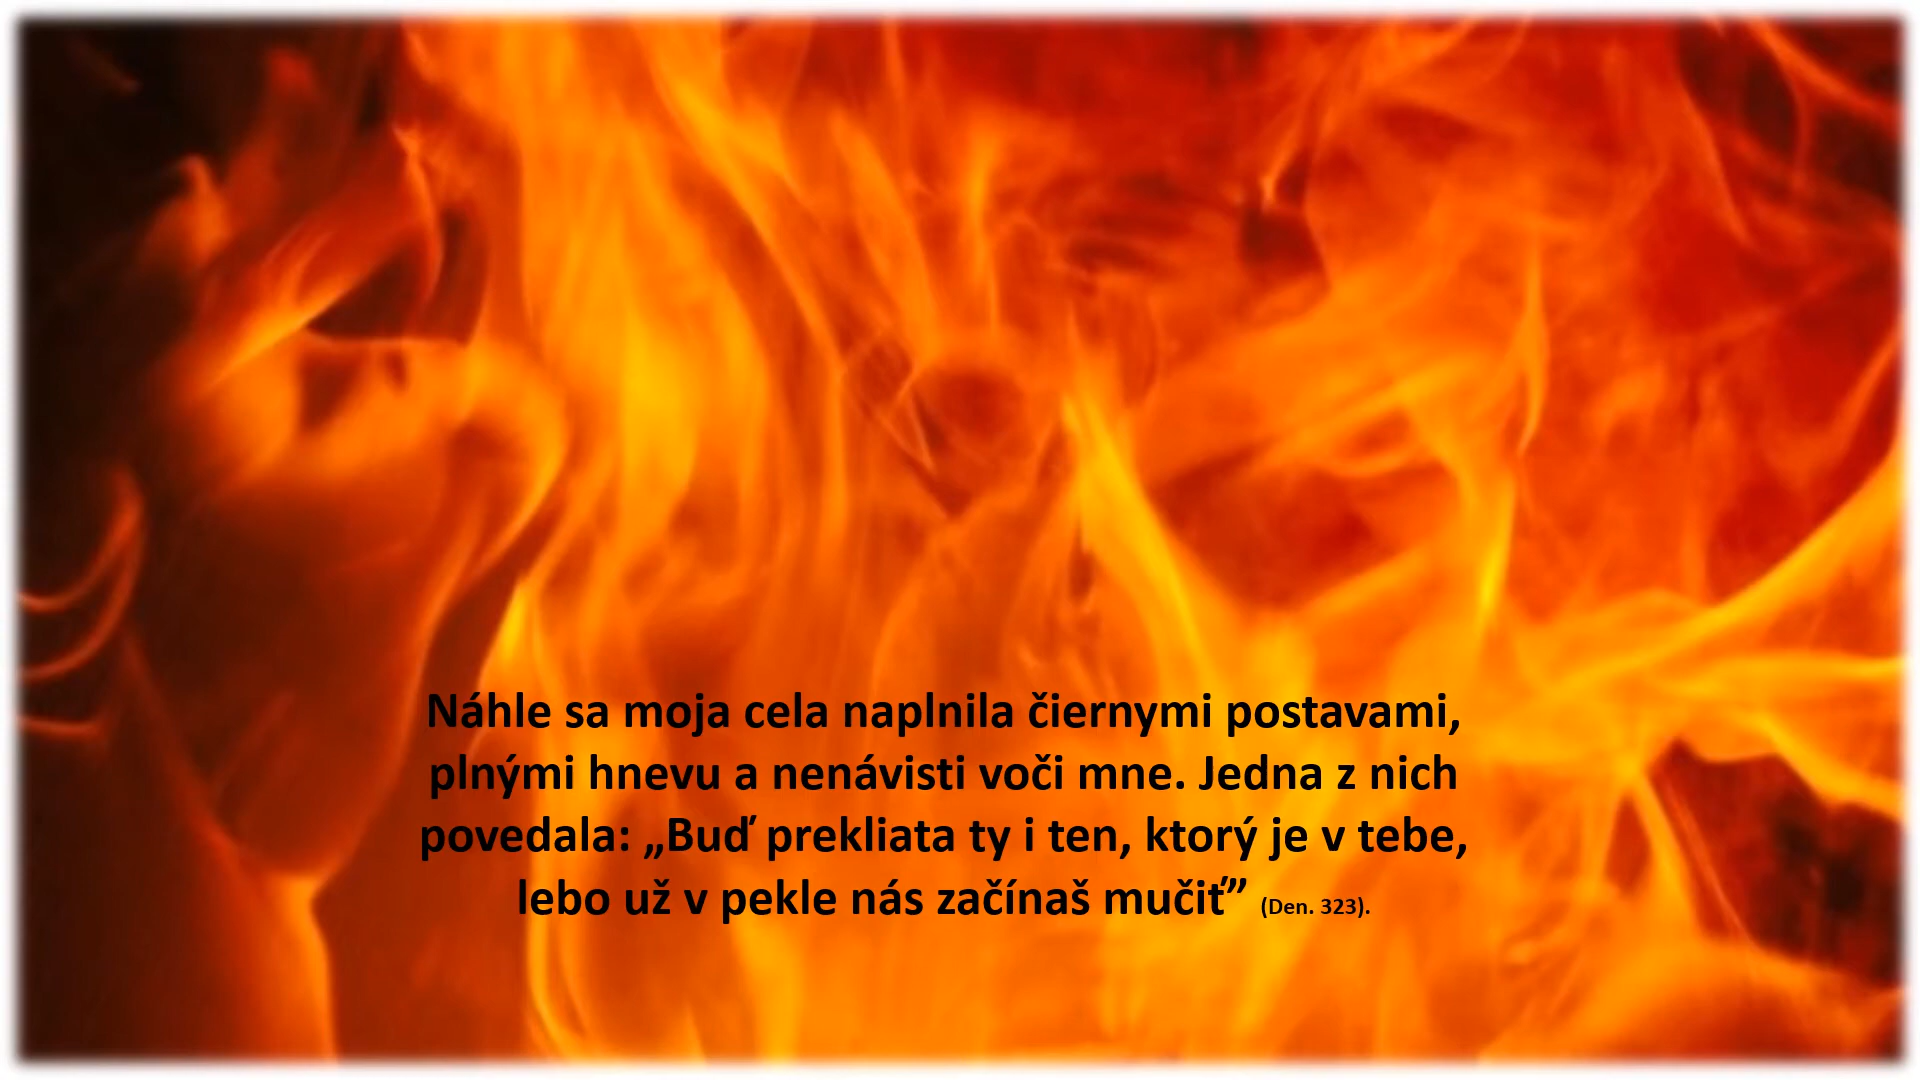 Náhle sa moja cela naplnila čiernymi postavami,
plnými hnevu a nenávisti voči mne. Jedna z nich
povedala: „Buď prekliata ty i ten, ktorý je v tebe,
lebo už v pekle nás začínaš mučiť” (Den. 323).